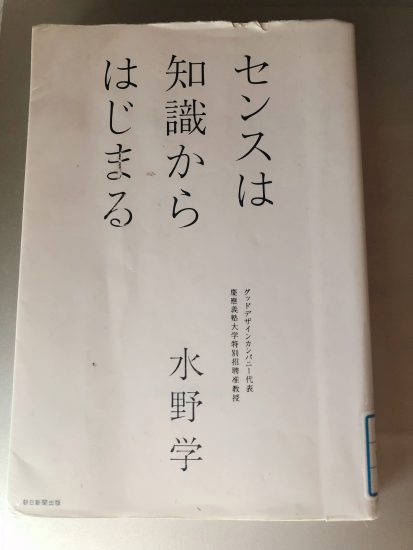 センスは
知識から
はじまる
グッドデザインカンパニー代表
慶應義塾大学特別招聘准教授
水野学
朝日新聞出版